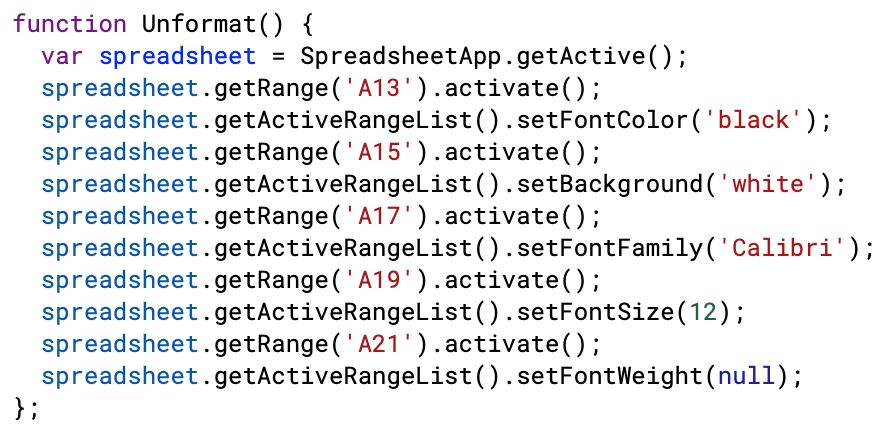 function Unformat() {
  var spreadsheet = SpreadsheetApp.getActive();
  spreadsheet.getRange('A13').activate();
  spreadsheet.getActiveRangeList().setFontColor('black');
  spreadsheet.getRange('A15').activate();
  spreadsheet.getActiveRangeList().setBackground('white');
  spreadsheet.getRange('A17').activate();
  spreadsheet.getActiveRangeList().setFontFamily('Calibri');
  spreadsheet.getRange('A19').activate();
  spreadsheet.getActiveRangeList().setFontSize(12);
  spreadsheet.getRange('A21').activate();
  spreadsheet.getActiveRangeList().setFontWeight(null);
};